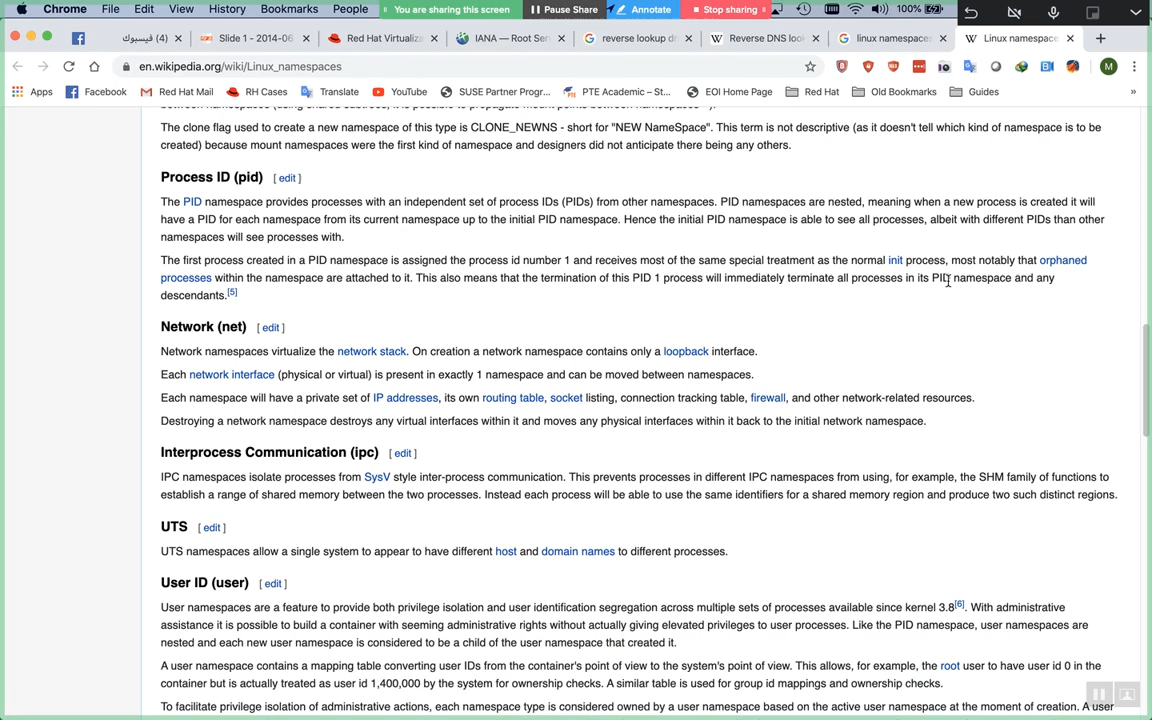 Chrome File Edit View History Bookmarks People You are sharing this screen Pause Share Annotate Stop sharing 100%
(4) فيسبوك Slide 1 - 2014-06 Red Hat Virtualiza IANA — Root Ser reverse lookup d Reverse DNS loo linux namespace Linux namespace
en.wikipedia.org/wiki/Linux_namespaces M
Apps Facebook Red Hat Mail RH Cases Translate YouTube SUSE Partner Progr... PTE Academic – St... EOI Home Page Red Hat Old Bookmarks Guides »
The clone flag used to create a new namespace of this type is CLONE_NEWNS - short for "NEW NameSpace". This term is not descriptive (as it doesn't tell which kind of namespace is to be
created) because mount namespaces were the first kind of namespace and designers did not anticipate there being any others.
Process ID (pid) [ edit ]
The PID namespace provides processes with an independent set of process IDs (PIDs) from other namespaces. PID namespaces are nested, meaning when a new process is created it will
have a PID for each namespace from its current namespace up to the initial PID namespace. Hence the initial PID namespace is able to see all processes, albeit with different PIDs than other
namespaces will see processes with.
The first process created in a PID namespace is assigned the process id number 1 and receives most of the same special treatment as the normal init process, most notably that orphaned
processes within the namespace are attached to it. This also means that the termination of this PID 1 process will immediately terminate all processes in its PID namespace and any
descendants.[5]
Network (net) [ edit ]
Network namespaces virtualize the network stack. On creation a network namespace contains only a loopback interface.
Each network interface (physical or virtual) is present in exactly 1 namespace and can be moved between namespaces.
Each namespace will have a private set of IP addresses, its own routing table, socket listing, connection tracking table, firewall, and other network-related resources.
Destroying a network namespace destroys any virtual interfaces within it and moves any physical interfaces within it back to the initial network namespace.
Interprocess Communication (ipc) [ edit ]
IPC namespaces isolate processes from SysV style inter-process communication. This prevents processes in different IPC namespaces from using, for example, the SHM family of functions to
establish a range of shared memory between the two processes. Instead each process will be able to use the same identifiers for a shared memory region and produce two such distinct regions.
UTS [ edit ]
UTS namespaces allow a single system to appear to have different host and domain names to different processes.
User ID (user) [ edit ]
User namespaces are a feature to provide both privilege isolation and user identification segregation across multiple sets of processes available since kernel 3.8[6]. With administrative
assistance it is possible to build a container with seeming administrative rights without actually giving elevated privileges to user processes. Like the PID namespace, user namespaces are
nested and each new user namespace is considered to be a child of the user namespace that created it.
A user namespace contains a mapping table converting user IDs from the container's point of view to the system's point of view. This allows, for example, the root user to have user id 0 in the
container but is actually treated as user id 1,400,000 by the system for ownership checks. A similar table is used for group id mappings and ownership checks.
To facilitate privilege isolation of administrative actions, each namespace type is considered owned by a user namespace based on the active user namespace at the moment of creation. A user